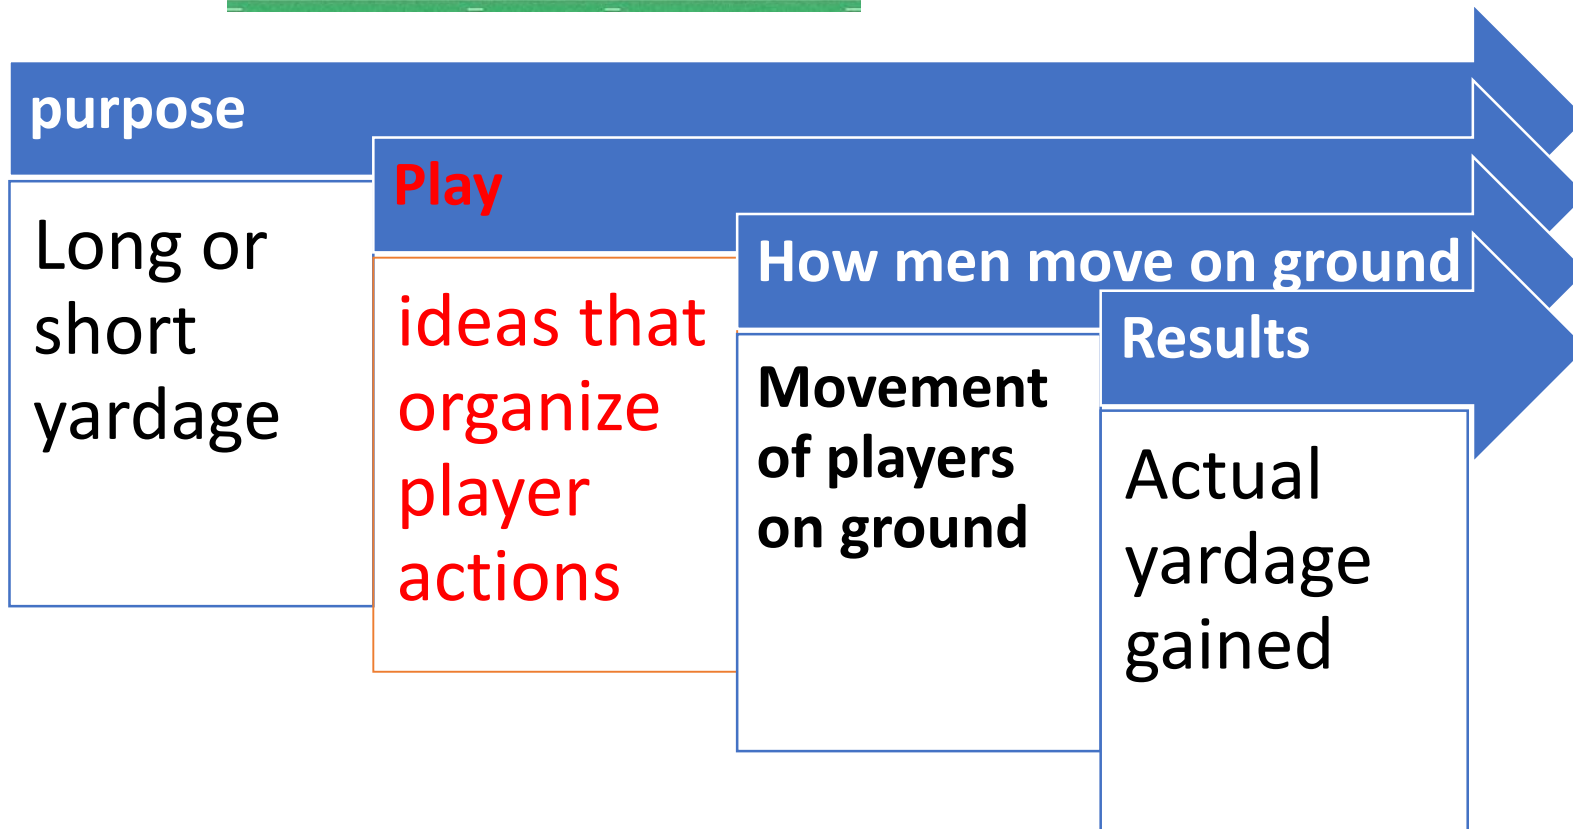 purpose
Long or
short
yardage
Play
ideas that
organize
player
actions
How men move on ground
Movement
of players
on ground
Results
Actual
yardage
gained